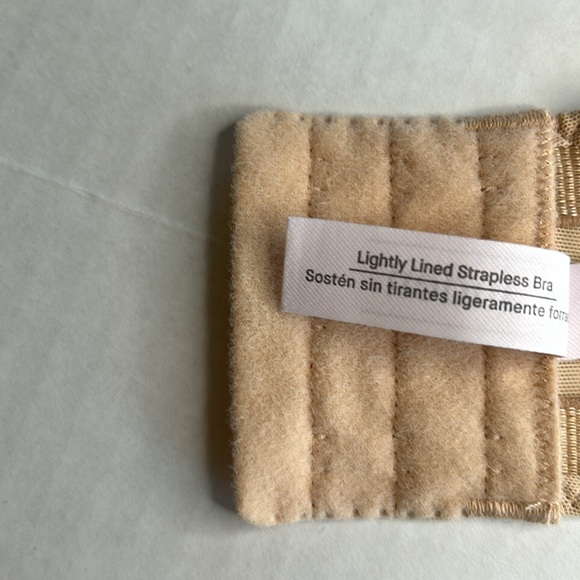 Lightly Lined Strapless Bra
Sostén sin tirantes ligeramente